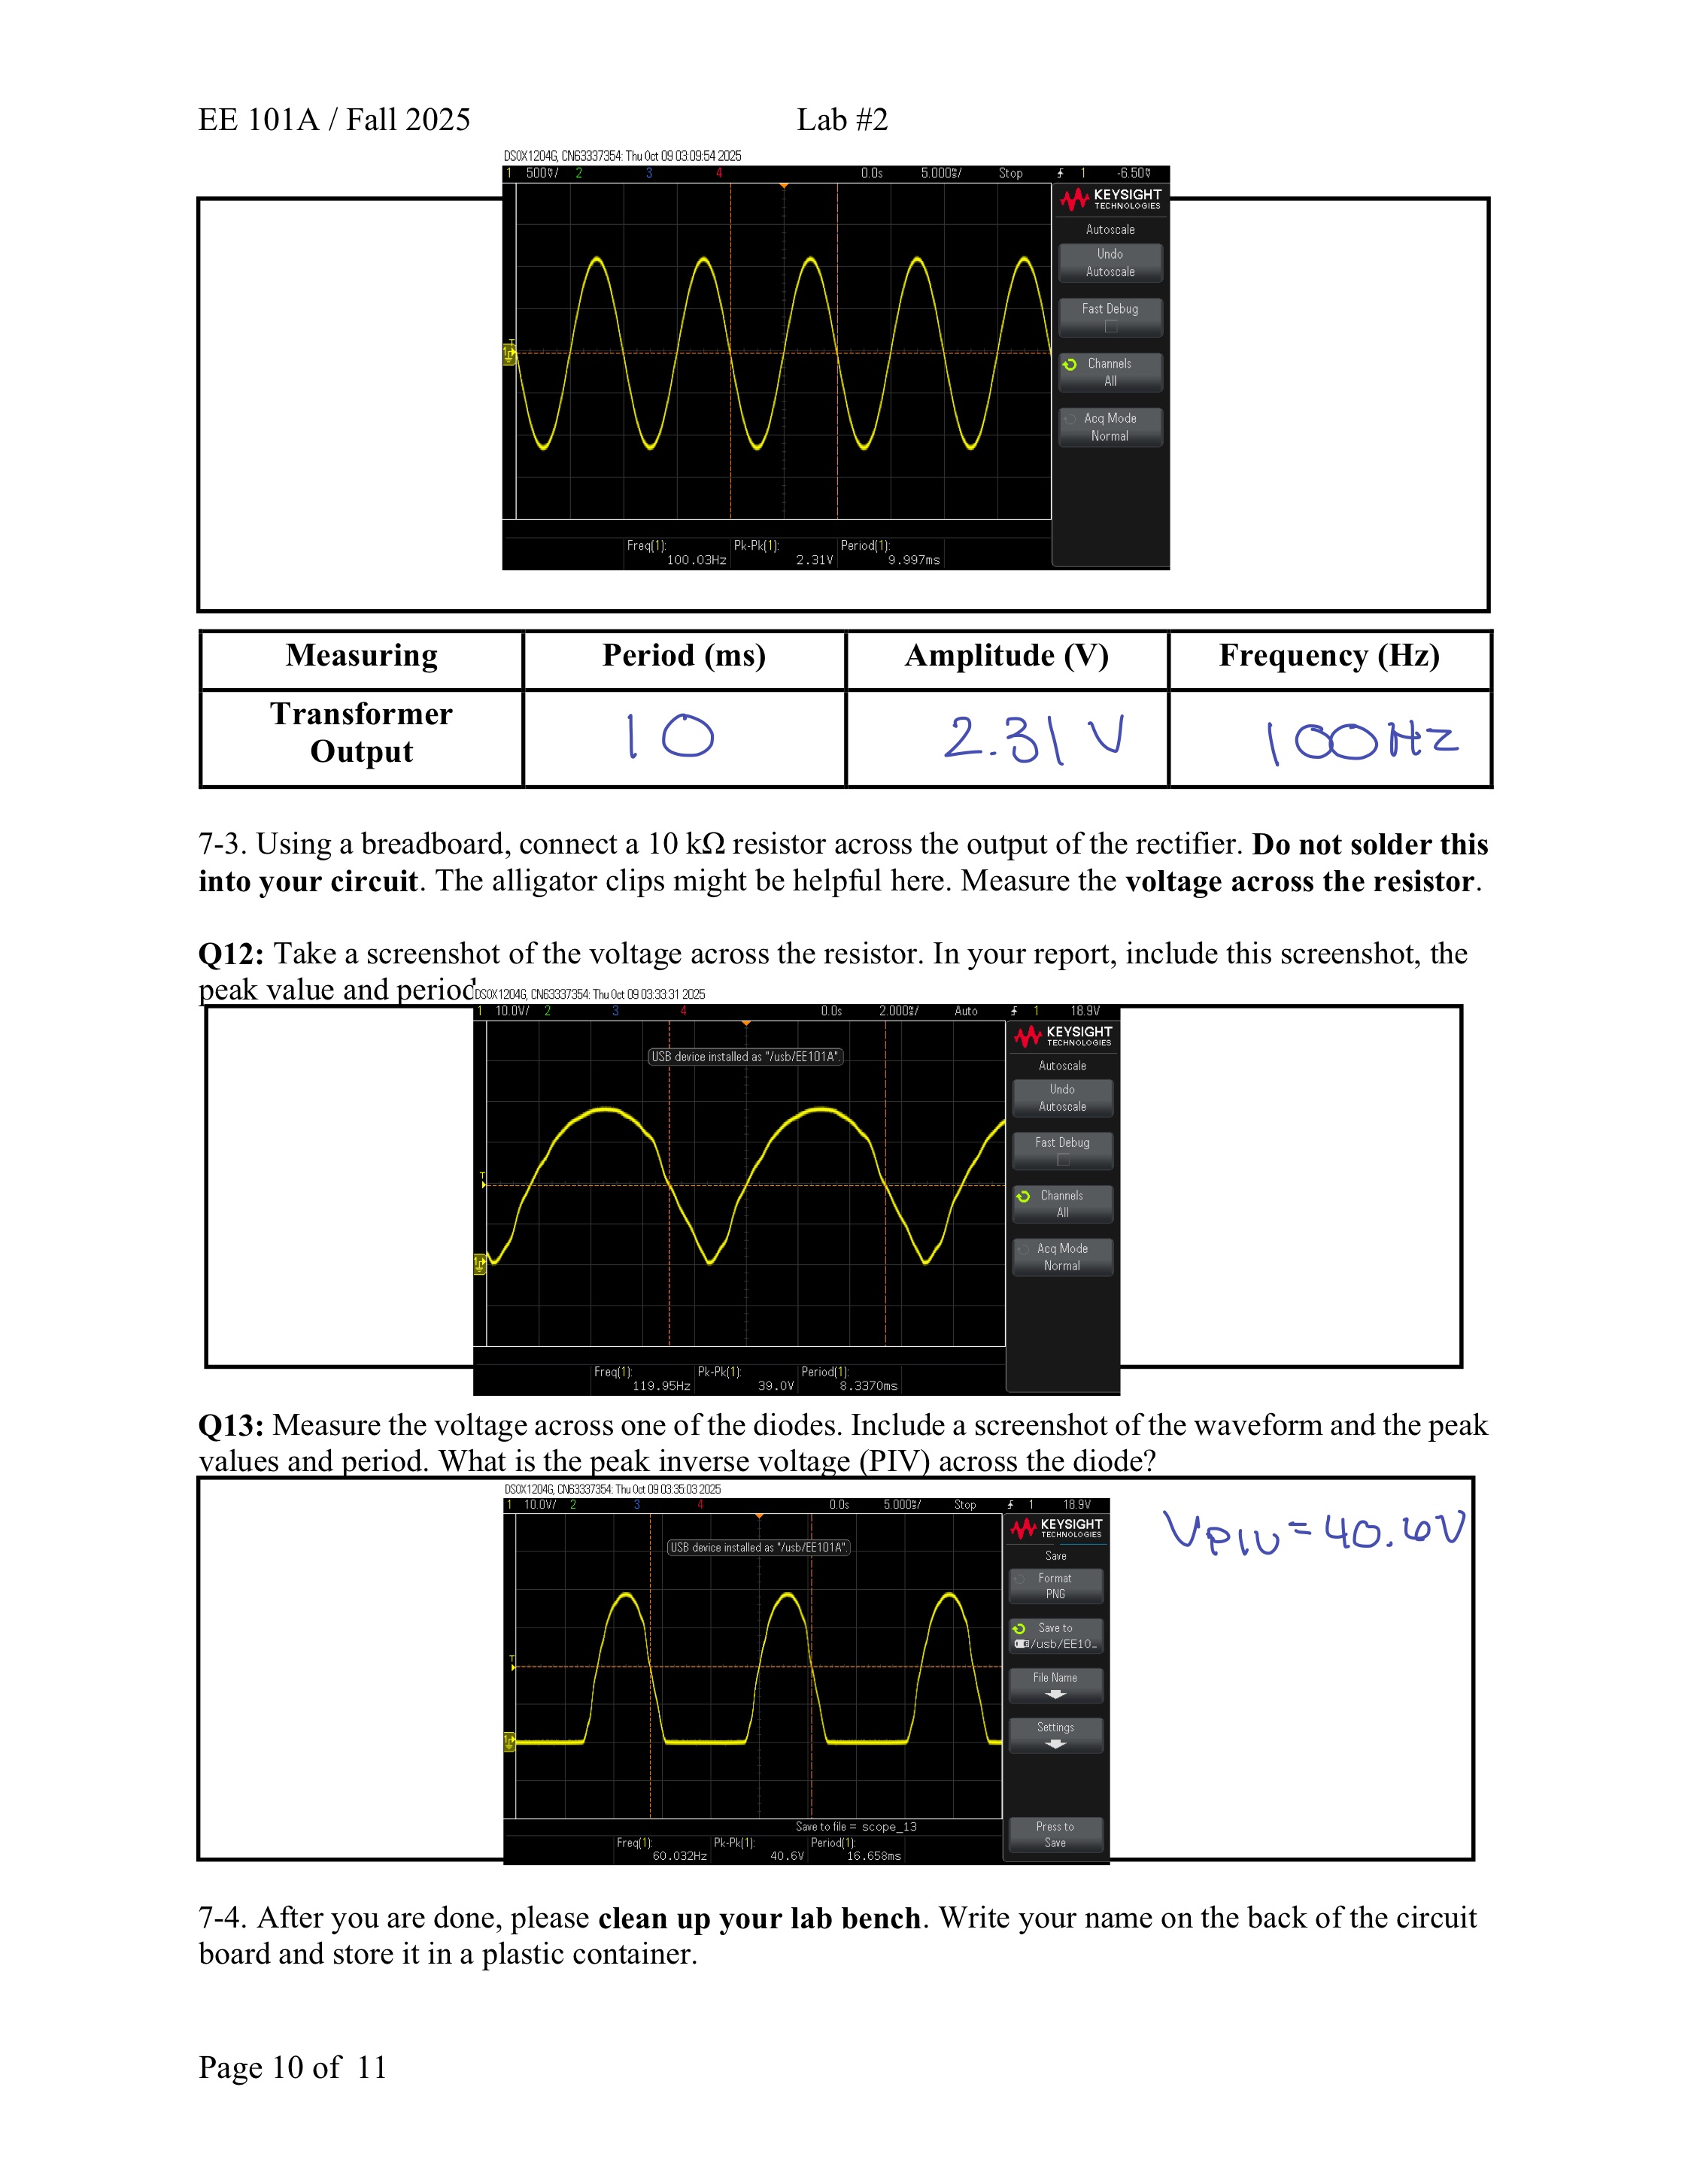 EE 101A / Fall 2025 Lab #2
DSOX1204G, CN63337354: Thu Oct 09 03:09:54 2025
1 500V/ 2 3 4 0.0s 5.000s/ Stop 1 -6.50V
KEYSIGHT
TECHNOLOGIES
Autoscale
Undo
Autoscale
Fast Debug
Channels
All
Acq Mode
Normal
T
Freq(1): Pk-Pk(1): Period(1):
100.03Hz 2.31V 9.997ms
Measuring Period (ms) Amplitude (V) Frequency (Hz)
Transformer
Output
10 2.31 V 100Hz
7-3. Using a breadboard, connect a 10 kΩ resistor across the output of the rectifier. Do not solder this
into your circuit. The alligator clips might be helpful here. Measure the voltage across the resistor.
Q12: Take a screenshot of the voltage across the resistor. In your report, include this screenshot, the
peak value and period
DSOX1204G, CN63337354: Thu Oct 09 03:33:31 2025
1 10.0V/ 2 3 4 0.0s 2.000s/ Auto 1 18.9V
USB device installed as "/usb/EE101A".
KEYSIGHT
TECHNOLOGIES
Autoscale
Undo
Autoscale
Fast Debug
Channels
All
Acq Mode
Normal
T
Freq(1): Pk-Pk(1): Period(1):
119.95Hz 39.0V 8.3370ms
Q13: Measure the voltage across one of the diodes. Include a screenshot of the waveform and the peak
values and period. What is the peak inverse voltage (PIV) across the diode?
DSOX1204G, CN63337354: Thu Oct 09 03:35:03 2025
1 10.0V/ 2 3 4 0.0s 5.000s/ Stop 1 18.9V
USB device installed as "/usb/EE101A".
KEYSIGHT
TECHNOLOGIES
Save
Format
PNG
Save to
/usb/EE10_
File Name
Settings
Press to
Save
T
Save to file = scope_13
Freq(1): Pk-Pk(1): Period(1):
60.032Hz 40.6V 16.658ms
VPIV = 40.6V
7-4. After you are done, please clean up your lab bench. Write your name on the back of the circuit
board and store it in a plastic container.
Page 10 of 11